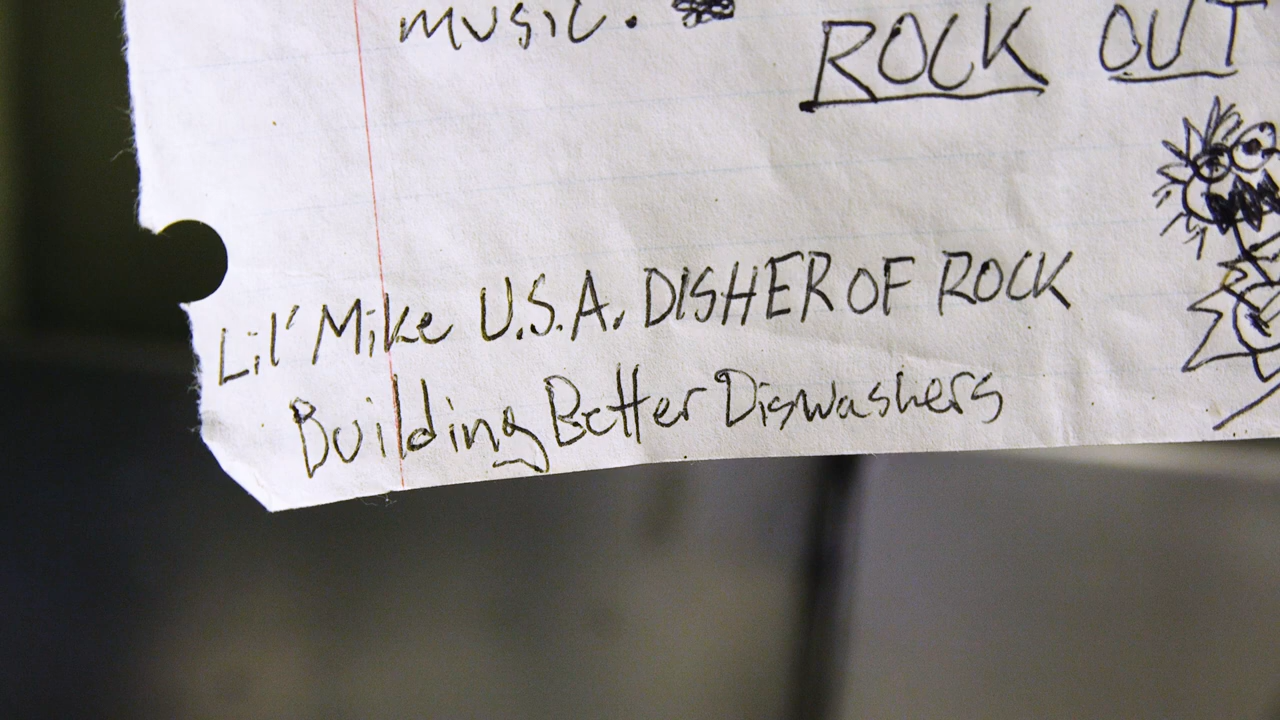 music.
ROCK OUT
Lil' Mike U.S.A. DISHER OF ROCK
Building Better Diswashers